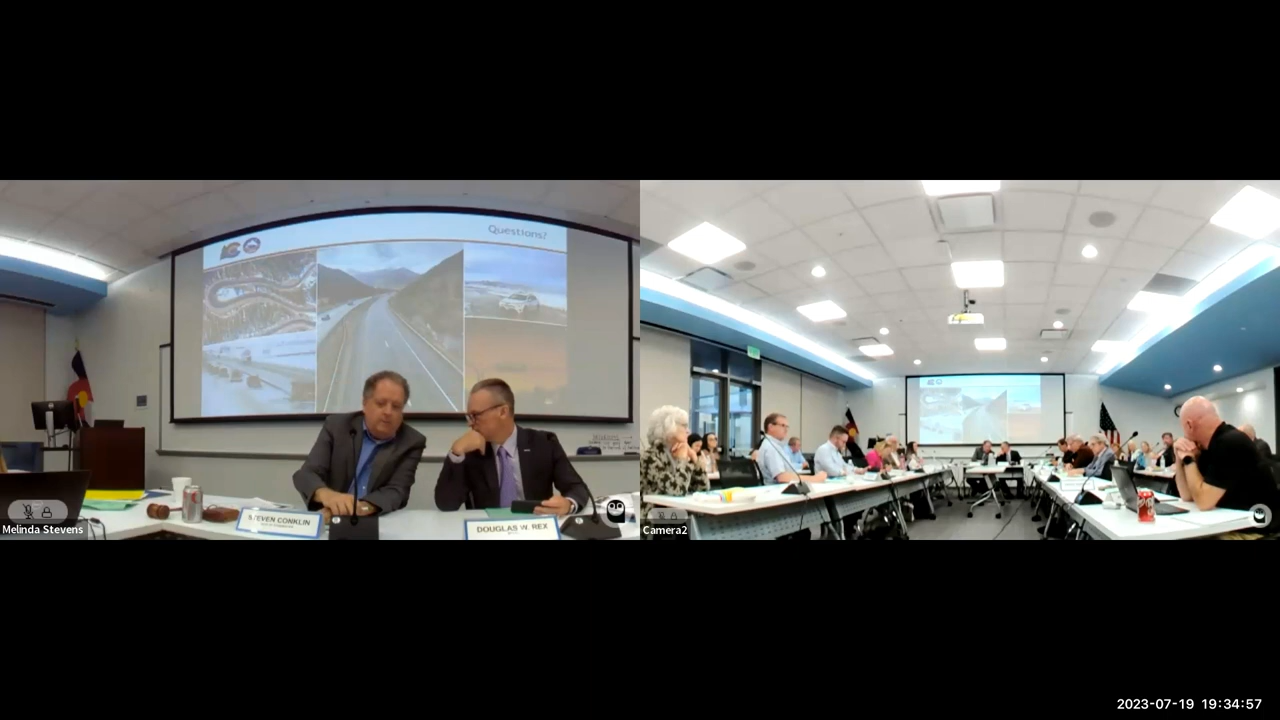 Questions?
STEVEN CONKLIN
DOUGLAS W. REX
Melinda Stevens
Camera2
2023-07-19 19:34:57